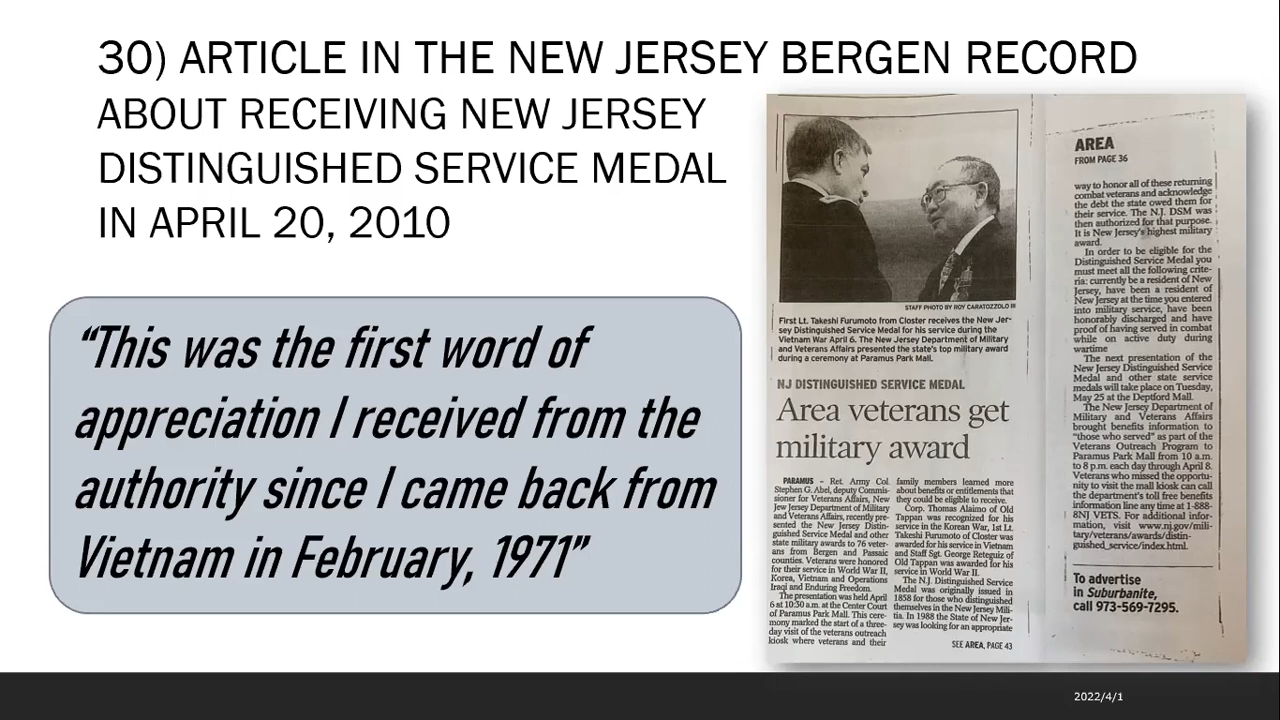 30) ARTICLE IN THE NEW JERSEY BERGEN RECORD
ABOUT RECEIVING NEW JERSEY
DISTINGUISHED SERVICE MEDAL
IN APRIL 20, 2010
“This was the first word of
appreciation I received from the
authority since I came back from
Vietnam in February, 1971”
STAFF PHOTO BY ROY CARATOZZOLO III
First Lt. Takeshi Furumoto from Closter receives the New Jer-
sey Distinguished Service Medal for his service during the
Vietnam War April 6. The New Jersey Department of Military
and Veterans Affairs presented the state's top military award
during a ceremony at Paramus Park Mall.
NJ DISTINGUISHED SERVICE MEDAL
Area veterans get
military award
PARAMUS – Ret. Army Col.
Stephen G. Abel, deputy Commis-
sioner for Veterans Affairs, New
Jew Jersey Department of Military
and Veterans Affairs, recently pre-
sented the New Jersey Distin-
guished Service Medal and other
state military awards to 76 veter-
ans from Bergen and Passaic
counties. Veterans were honored
for their service in World War II,
Korea, Vietnam and Operations
Iraqi and Enduring Freedom.
The presentation was held April
6 at 10:30 a.m. at the Center Court
of Paramus Park Mall. This cere-
mony marked the start of a three-
day visit of the veterans outreach
kiosk where veterans and their
family members learned more
about benefits or entitlements that
they could be eligible to receive.
Corp. Thomas Alaimo of Old
Tappan was recognized for his
service in the Korean War, 1st Lt.
Takeshi Furumoto of Closter was
awarded for his service in Vietnam
and Staff Sgt. George Reteguiz of
Old Tappan was awarded for his
service in World War II.
The N.J. Distinguished Service
Medal was originally issued in
1858 for those who distinguished
themselves in the New Jersey Mili-
tia. In 1988 the State of New Jer-
sey was looking for an appropriate
SEE AREA, PAGE 43
AREA
FROM PAGE 36
way to honor all of these returning
combat veterans and acknowledge
the debt the state owed them for
their service. The N.J. DSM was
then authorized for that purpose.
It is New Jersey's highest military
award.
In order to be eligible for the
Distinguished Service Medal you
must meet all the following crite-
ria: currently be a resident of New
Jersey, have been a resident of
New Jersey at the time you entered
into military service, have been
honorably discharged and have
proof of having served in combat
while on active duty during
wartime
The next presentation of the
New Jersey Distinguished Service
Medal and other state service
medals will take place on Tuesday,
May 25 at the Deptford Mall.
The New Jersey Department of
Military and Veterans Affairs
brought benefits information to
“those who served” as part of the
Veterans Outreach Program to
Paramus Park Mall from 10 a.m.
to 8 p.m. each day through April 8.
Veterans who missed the opportu-
nity to visit the mall kiosk can call
the department's toll free benefits
information line any time at 1-888-
8NJ VETS. For additional infor-
mation, visit www.nj.gov/mili-
tary/veterans/awards/distin-
guished_service/index.html.
To advertise
in Suburbanite,
call 973-569-7295.
2022/4/1